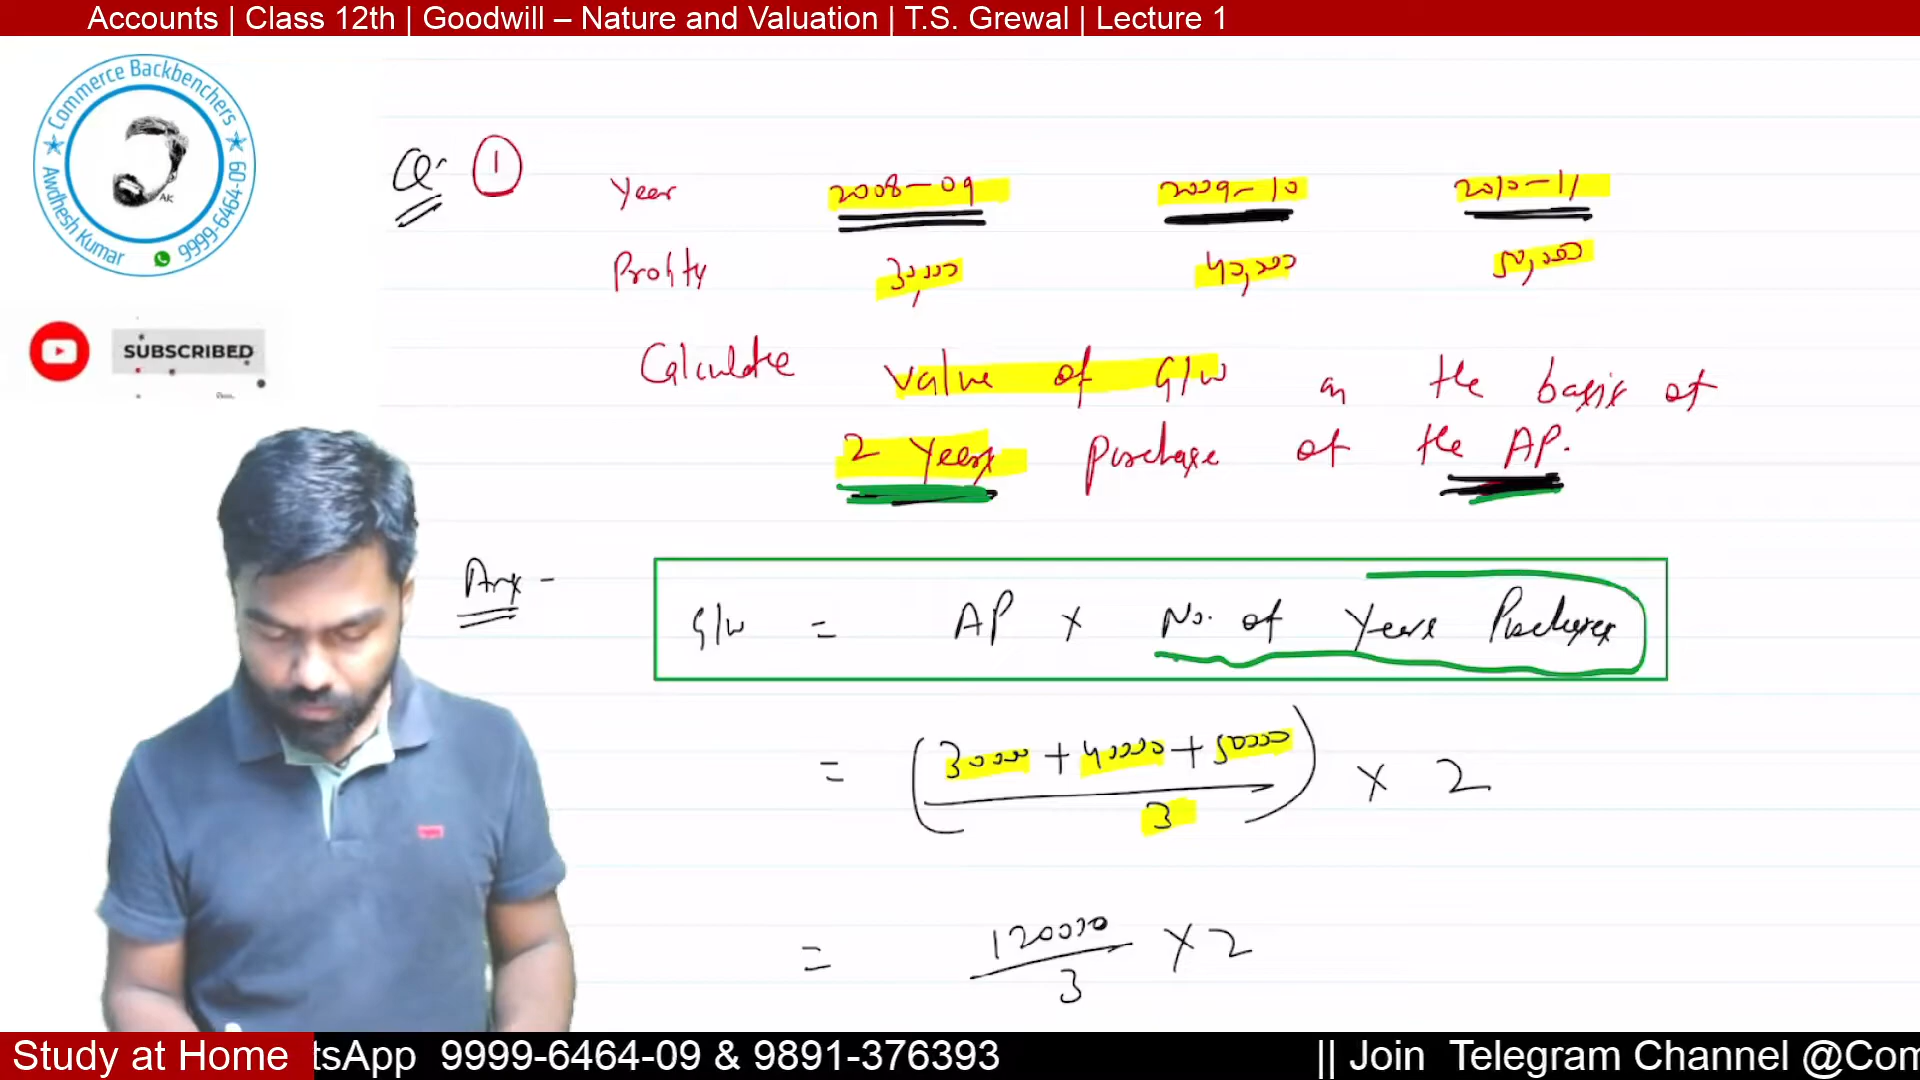 Accounts | Class 12th | Goodwill – Nature and Valuation | T.S. Grewal | Lecture 1
Commerce Backbenchers
AK
Awdhesh Kumar
9999-6464-09
SUBSCRIBED
Q. 1
Year 2008-09 2009-10 2010-11
Profits 30,000 40,000 50,000
Calculate value of G/W on the basis of
2 Years purchase of the AP.
Ans -
G/W = AP × No. of Years Purchases
= (30000 + 40000 + 50000 / 3) × 2
= 120000 / 3 × 2
Study at Home tsApp 9999-6464-09 & 9891-376393 || Join Telegram Channel @Com